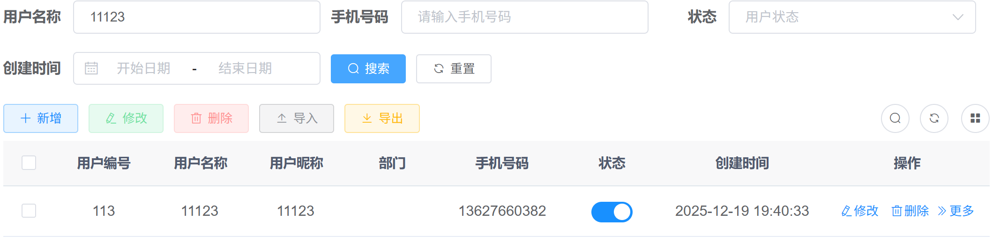 用户名称 11123 手机号码 请输入手机号码 状态 用户状态
创建时间 开始日期 - 结束日期 搜索 重置
新增 修改 删除 导入 导出
用户编号 用户名称 用户昵称 部门 手机号码 状态 创建时间 操作
113 11123 11123 13627660382 2025-12-19 19:40:33 修改 删除 更多